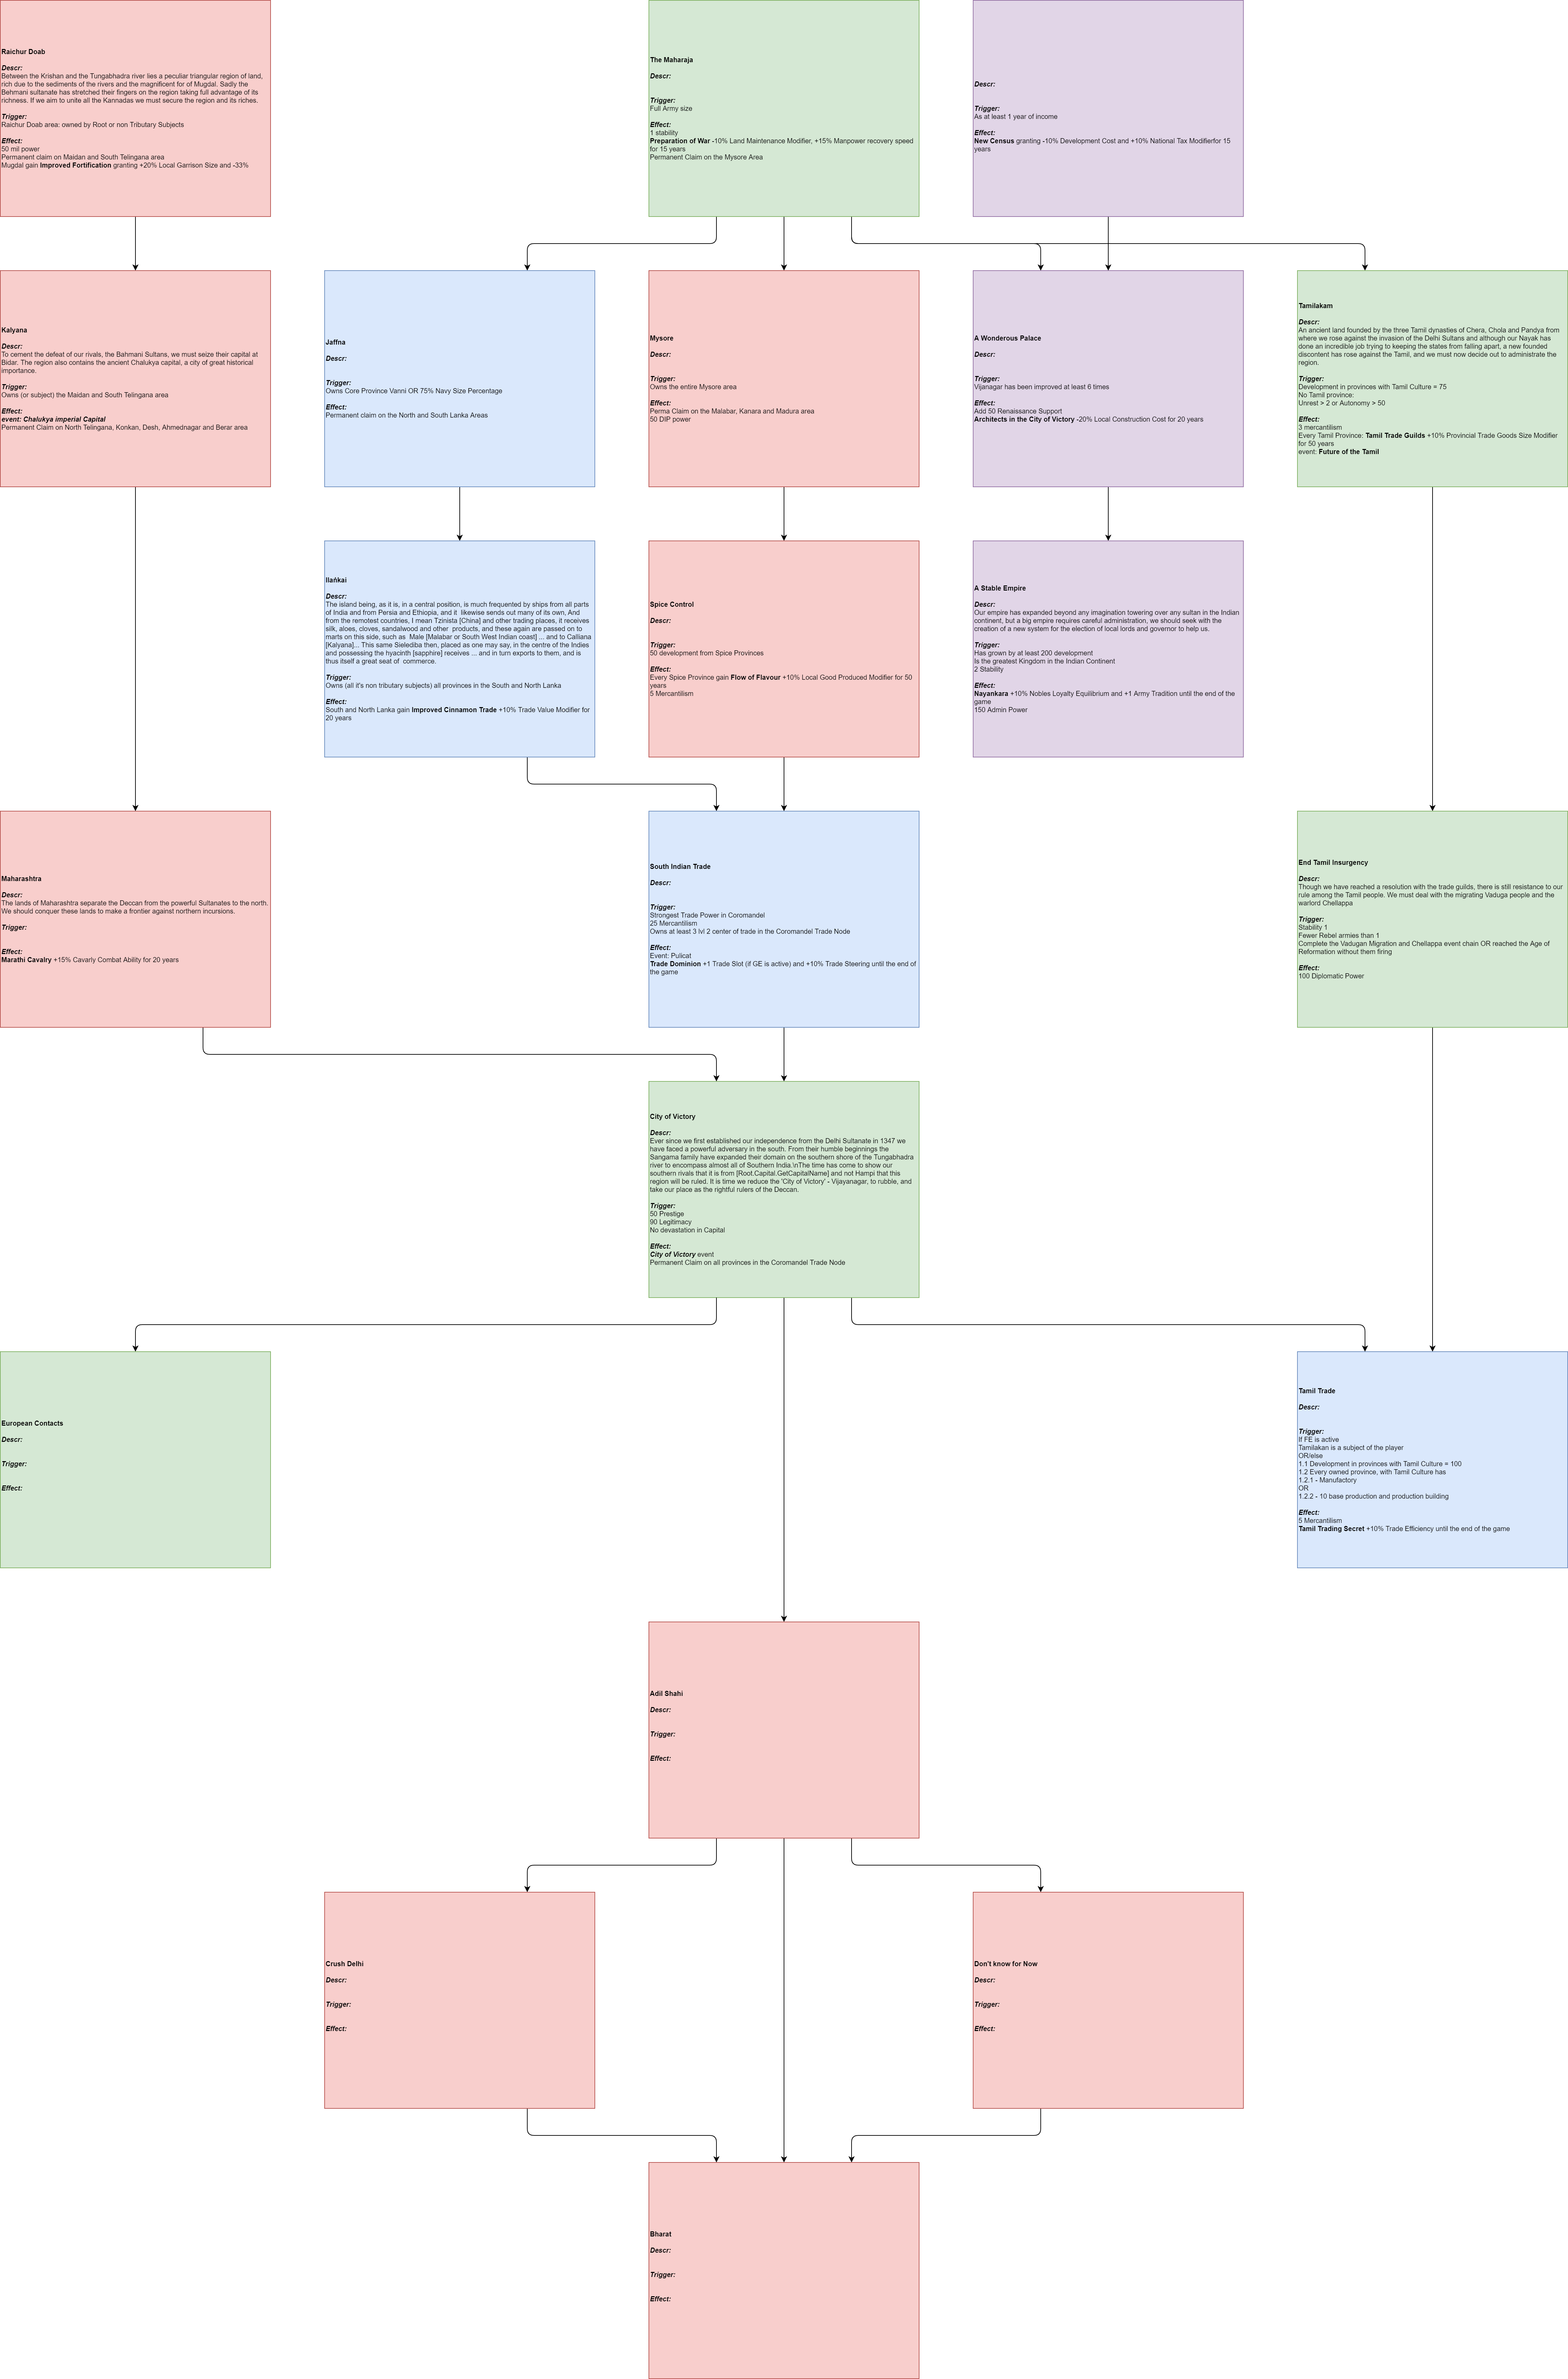 Raichur Doab
Descr:
Between the Krishan and the Tungabhadra river lies a peculiar triangular region of land,
rich due to the sediments of the rivers and the magnificent for of Mugdal. Sadly the
Behmani sultanate has stretched their fingers on the region taking full advantage of its
richness. If we aim to unite all the Kannadas we must secure the region and its riches.
Trigger:
Raichur Doab area: owned by Root or non Tributary Subjects
Effect:
50 mil power
Permanent claim on Maidan and South Telingana area
Mugdal gain Improved Fortification granting +20% Local Garrison Size and -33%
The Maharaja
Descr:
Trigger:
Full Army size
Effect:
1 stability
Preparation of War -10% Land Maintenance Modifier, +15% Manpower recovery speed
for 15 years
Permanent Claim on the Mysore Area
Descr:
Trigger:
As at least 1 year of income
Effect:
New Census granting -10% Development Cost and +10% National Tax Modifierfor 15
years
Kalyana
Descr:
To cement the defeat of our rivals, the Bahmani Sultans, we must seize their capital at
Bidar. The region also contains the ancient Chalukya capital, a city of great historical
importance.
Trigger:
Owns (or subject) the Maidan and South Telingana area
Effect:
event: Chalukya imperial Capital
Permanent Claim on North Telingana, Konkan, Desh, Ahmednagar and Berar area
Jaffna
Descr:
Trigger:
Owns Core Province Vanni OR 75% Navy Size Percentage
Effect:
Permanent claim on the North and South Lanka Areas
Mysore
Descr:
Trigger:
Owns the entire Mysore area
Effect:
Perma Claim on the Malabar, Kanara and Madura area
50 DIP power
A Wonderous Palace
Descr:
Trigger:
Vijanagar has been improved at least 6 times
Effect:
Add 50 Renaissance Support
Architects in the City of Victory -20% Local Construction Cost for 20 years
Tamilakam
Descr:
An ancient land founded by the three Tamil dynasties of Chera, Chola and Pandya from
where we rose against the invasion of the Delhi Sultans and although our Nayak has
done an incredible job trying to keeping the states from falling apart, a new founded
discontent has rose against the Tamil, and we must now decide out to administrate the
region.
Trigger:
Development in provinces with Tamil Culture = 75
No Tamil province:
Unrest > 2 or Autonomy > 50
Effect:
3 mercantilism
Every Tamil Province: Tamil Trade Guilds +10% Provincial Trade Goods Size Modifier
for 50 years
event: Future of the Tamil
Ilaṅkai
Descr:
The island being, as it is, in a central position, is much frequented by ships from all parts
of India and from Persia and Ethiopia, and it likewise sends out many of its own, And
from the remotest countries, I mean Tzinista [China] and other trading places, it receives
silk, aloes, cloves, sandalwood and other products, and these again are passed on to
marts on this side, such as Male [Malabar or South West Indian coast] ... and to Calliana
[Kalyana]... This same Sielediba then, placed as one may say, in the centre of the Indies
and possessing the hyacinth [sapphire] receives ... and in turn exports to them, and is
thus itself a great seat of commerce.
Trigger:
Owns (all it's non tributary subjects) all provinces in the South and North Lanka
Effect:
South and North Lanka gain Improved Cinnamon Trade +10% Trade Value Modifier for
20 years
Spice Control
Descr:
Trigger:
50 development from Spice Provinces
Effect:
Every Spice Province gain Flow of Flavour +10% Local Good Produced Modifier for 50
years
5 Mercantilism
A Stable Empire
Descr:
Our empire has expanded beyond any imagination towering over any sultan in the Indian
continent, but a big empire requires careful administration, we should seek with the
creation of a new system for the election of local lords and governor to help us.
Trigger:
Has grown by at least 200 development
Is the greatest Kingdom in the Indian Continent
2 Stability
Effect:
Nayankara +10% Nobles Loyalty Equilibrium and +1 Army Tradition until the end of the
game
150 Admin Power
Maharashtra
Descr:
The lands of Maharashtra separate the Deccan from the powerful Sultanates to the north.
We should conquer these lands to make a frontier against northern incursions.
Trigger:
Effect:
Marathi Cavalry +15% Cavarly Combat Ability for 20 years
South Indian Trade
Descr:
Trigger:
Strongest Trade Power in Coromandel
25 Mercantilism
Owns at least 3 lvl 2 center of trade in the Coromandel Trade Node
Effect:
Event: Pulicat
Trade Dominion +1 Trade Slot (if GE is active) and +10% Trade Steering until the end of
the game
End Tamil Insurgency
Descr:
Though we have reached a resolution with the trade guilds, there is still resistance to our
rule among the Tamil people. We must deal with the migrating Vaduga people and the
warlord Chellappa
Trigger:
Stability 1
Fewer Rebel armies than 1
Complete the Vadugan Migration and Chellappa event chain OR reached the Age of
Reformation without them firing
Effect:
100 Diplomatic Power
City of Victory
Descr:
Ever since we first established our independence from the Delhi Sultanate in 1347 we
have faced a powerful adversary in the south. From their humble beginnings the
Sangama family have expanded their domain on the southern shore of the Tungabhadra
river to encompass almost all of Southern India.\nThe time has come to show our
southern rivals that it is from [Root.Capital.GetCapitalName] and not Hampi that this
region will be ruled. It is time we reduce the 'City of Victory' - Vijayanagar, to rubble, and
take our place as the rightful rulers of the Deccan.
Trigger:
50 Prestige
90 Legitimacy
No devastation in Capital
Effect:
City of Victory event
Permanent Claim on all provinces in the Coromandel Trade Node
European Contacts
Descr:
Trigger:
Effect:
Tamil Trade
Descr:
Trigger:
If FE is active
Tamilakan is a subject of the player
OR/else
1.1 Development in provinces with Tamil Culture = 100
1.2 Every owned province, with Tamil Culture has
1.2.1 - Manufactory
OR
1.2.2 - 10 base production and production building
Effect:
5 Mercantilism
Tamil Trading Secret +10% Trade Efficiency until the end of the game
Adil Shahi
Descr:
Trigger:
Effect:
Crush Delhi
Descr:
Trigger:
Effect:
Don't know for Now
Descr:
Trigger:
Effect:
Bharat
Descr:
Trigger:
Effect: